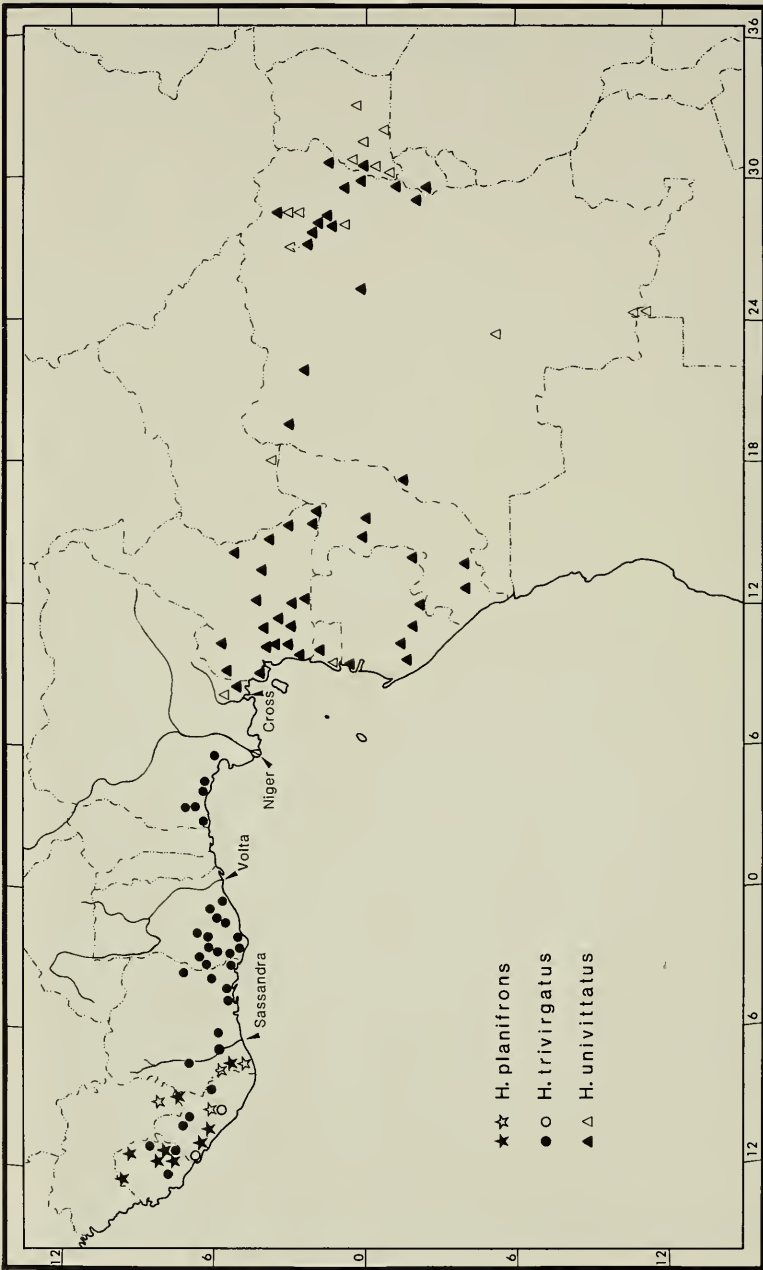 36
30
24
18
12
6
0
6
12
12
6
0
6
12
Cross
Niger
Volta
Sassandra
H. planifrons
H. trivirgatus
H. univittatus